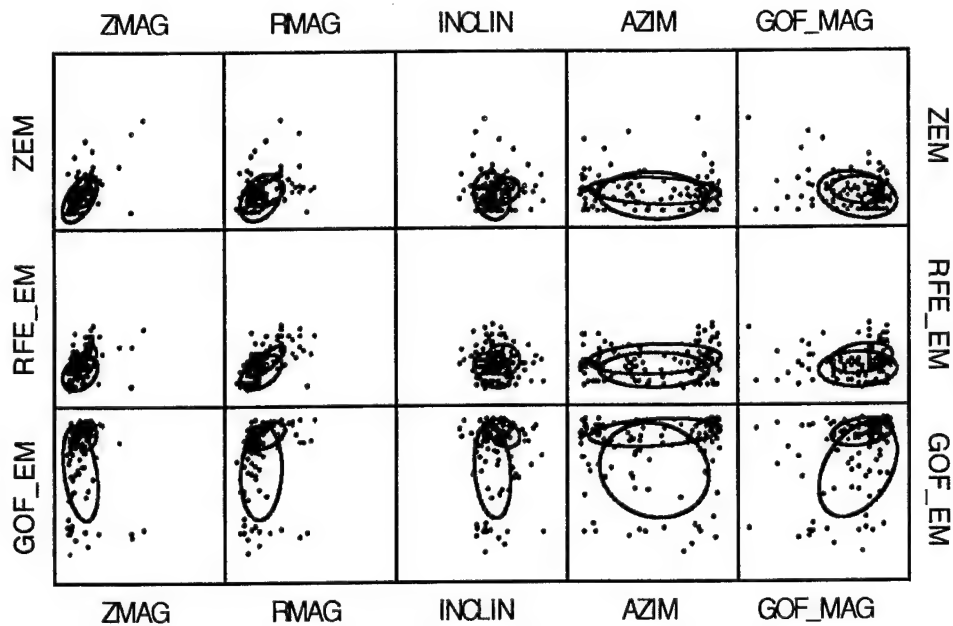 ZMAG RMAG INCLIN AZIM GOF_MAG
ZEM ZEM
RFE_EM RFE_EM
GOF_EM GOF_EM
ZMAG RMAG INCLIN AZIM GOF_MAG